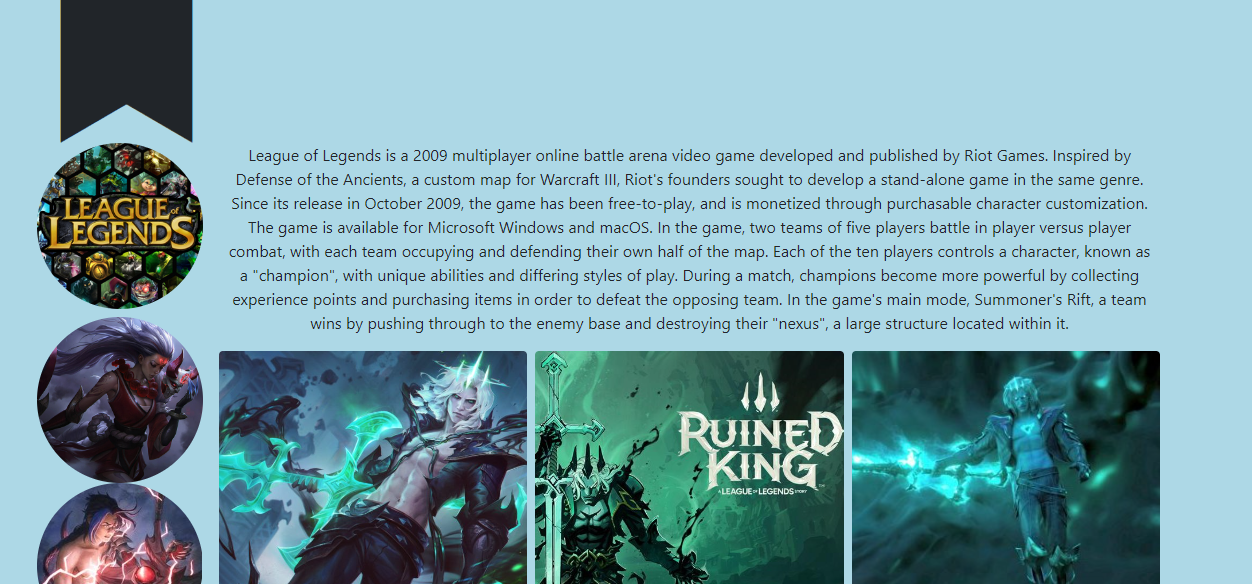 LEAGUE of
LEGENDS
League of Legends is a 2009 multiplayer online battle arena video game developed and published by Riot Games. Inspired by
Defense of the Ancients, a custom map for Warcraft III, Riot's founders sought to develop a stand-alone game in the same genre.
Since its release in October 2009, the game has been free-to-play, and is monetized through purchasable character customization.
The game is available for Microsoft Windows and macOS. In the game, two teams of five players battle in player versus player
combat, with each team occupying and defending their own half of the map. Each of the ten players controls a character, known as
a "champion", with unique abilities and differing styles of play. During a match, champions become more powerful by collecting
experience points and purchasing items in order to defeat the opposing team. In the game's main mode, Summoner's Rift, a team
wins by pushing through to the enemy base and destroying their "nexus", a large structure located within it.
RUINED
KING™
A LEAGUE OF LEGENDS STORY